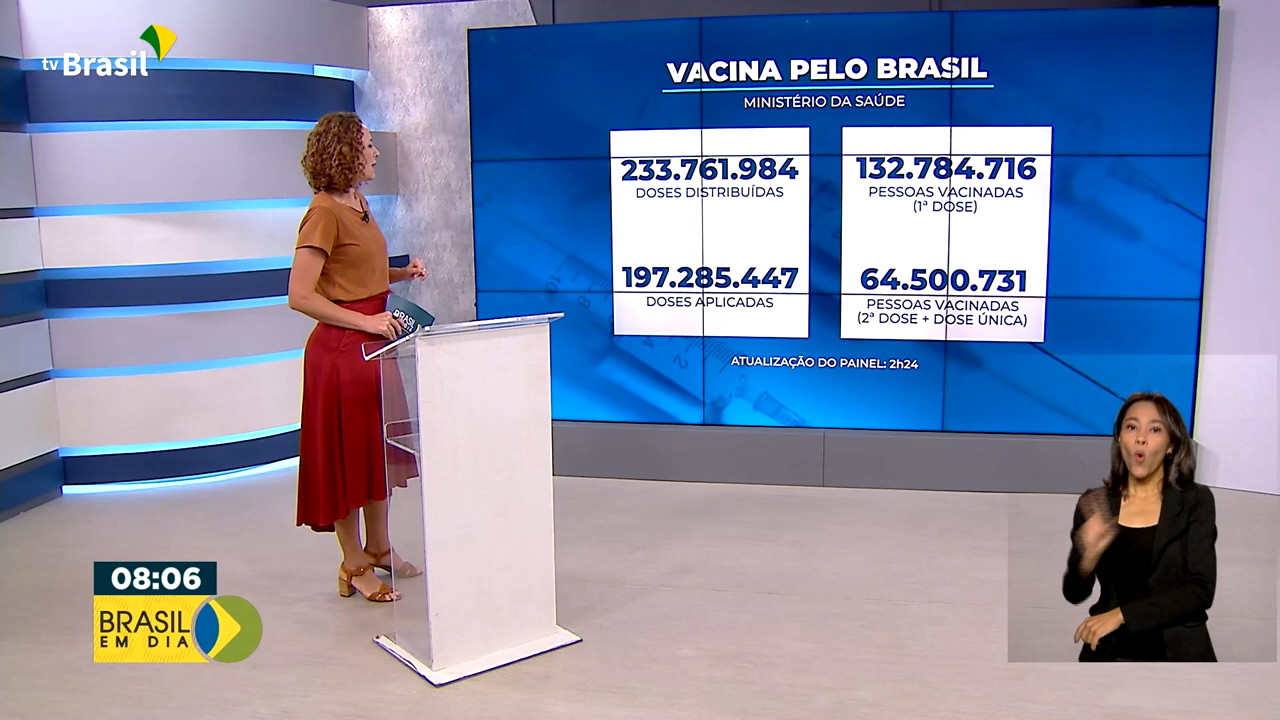 tv Brasil
VACINA PELO BRASIL
MINISTÉRIO DA SAÚDE
233.761.984
DOSES DISTRIBUÍDAS
197.285.447
DOSES APLICADAS
132.784.716
PESSOAS VACINADAS
(1ª DOSE)
64.500.731
PESSOAS VACINADAS
(2ª DOSE + DOSE ÚNICA)
ATUALIZAÇÃO DO PAINEL: 2h24
BRASIL
08:06
BRASIL
EM DIA